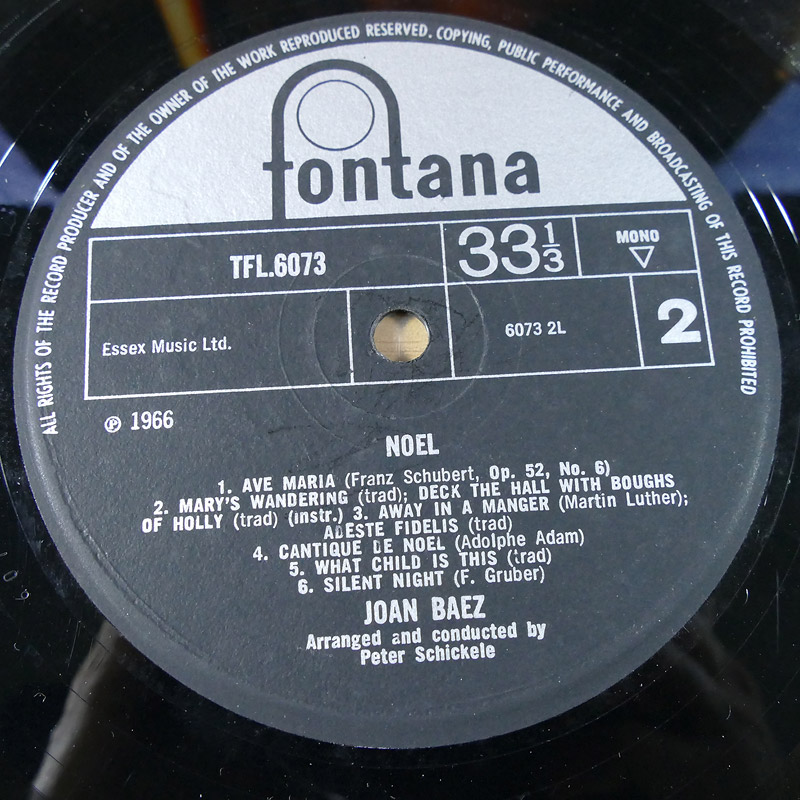 ALL RIGHTS OF THE RECORD PRODUCER AND OF THE OWNER OF THE WORK REPRODUCED RESERVED. COPYING, PUBLIC PERFORMANCE AND BROADCASTING OF THIS RECORD PROHIBITED
fontana
TFL.6073
33 1/3
MONO
Essex Music Ltd.
6073 2L
2
℗ 1966
NOEL
1. AVE MARIA (Franz Schubert, Op. 52, No. 6)
2. MARY'S WANDERING (trad); DECK THE HALL WITH BOUGHS
OF HOLLY (trad) (instr.) 3. AWAY IN A MANGER (Martin Luther);
ADESTE FIDELIS (trad)
4. CANTIQUE DE NOEL (Adolphe Adam)
5. WHAT CHILD IS THIS (trad)
6. SILENT NIGHT (F. Gruber)
JOAN BAEZ
Arranged and conducted by
Peter Schickele